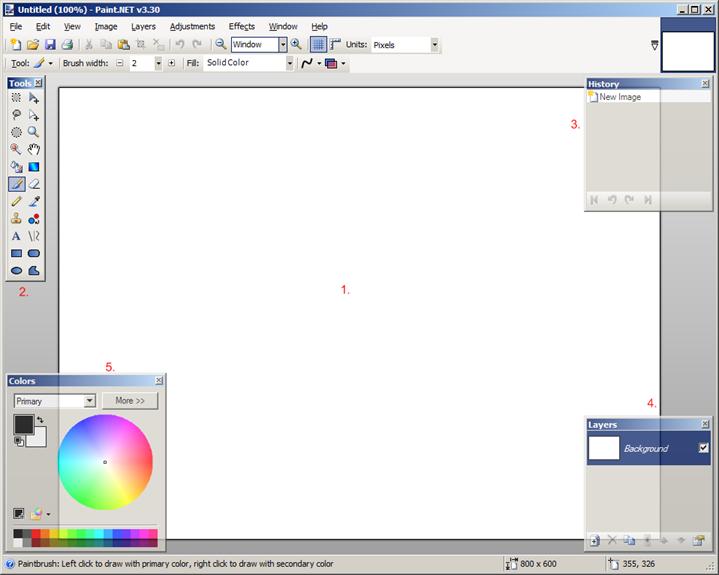 Untitled (100%) - Paint.NET v3.30
File Edit View Image Layers Adjustments Effects Window Help
Window Units: Pixels
Tool: Brush width: 2 Fill: Solid Color
Tools
History
New Image
3.
1.
2.
5.
Colors
Primary More >>
4.
Layers
Background
Paintbrush: Left click to draw with primary color, right click to draw with secondary color 800 x 600 355, 326